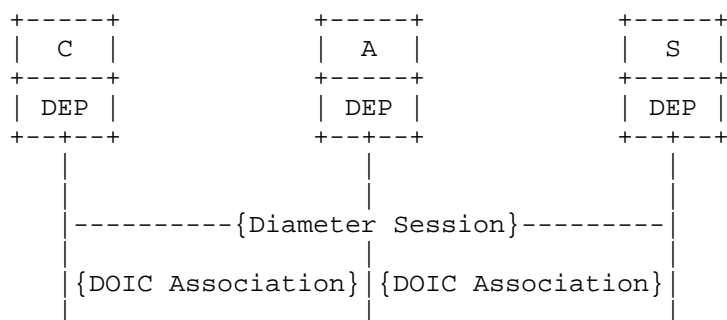 C A S
DEP DEP DEP
{Diameter Session}
{DOIC Association} {DOIC Association}